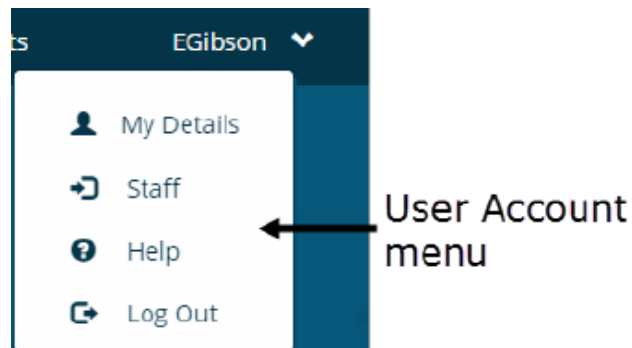 ts EGibson
My Details
Staff
Help
Log Out
User Account
menu